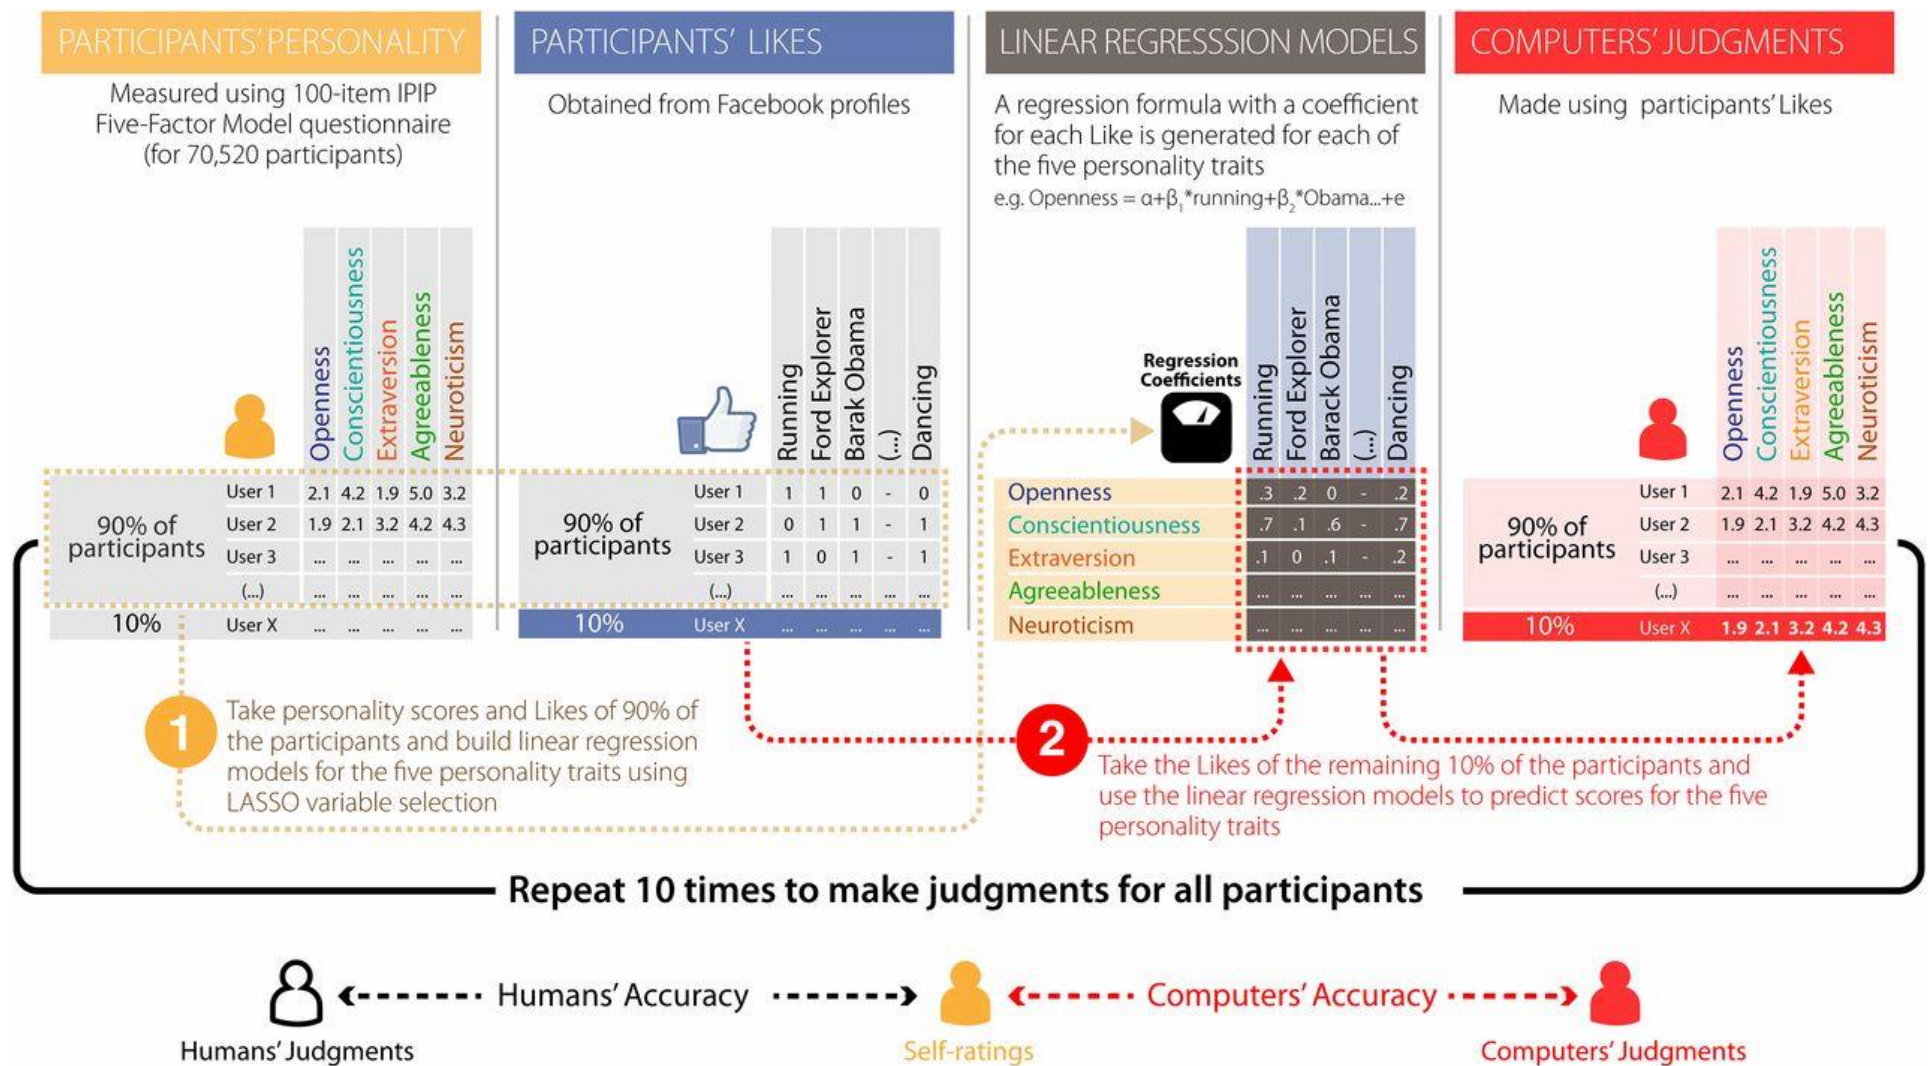 PARTICIPANTS' PERSONALITY
Measured using 100-item IPIP
Five-Factor Model questionnaire
(for 70,520 participants)
Openness
Conscientiousness
Extraversion
Agreeableness
Neuroticism
90% of
participants
User 1 2.1 4.2 1.9 5.0 3.2
User 2 1.9 2.1 3.2 4.2 4.3
User 3 ... ... ... ... ...
(...) ... ... ... ... ...
10% User X ... ... ... ... ...
PARTICIPANTS' LIKES
Obtained from Facebook profiles
Running
Ford Explorer
Barak Obama
(...)
Dancing
90% of
participants
User 1 1 1 0 - 0
User 2 0 1 1 - 1
User 3 1 0 1 - 1
(...) ... ... ... ... ...
10% User X ... ... ... ... ...
LINEAR REGRESSSION MODELS
A regression formula with a coefficient
for each Like is generated for each of
the five personality traits
e.g. Openness = α+β₁*running+β₂*Obama...+e
Regression
Coefficients
Running
Ford Explorer
Barack Obama
(...)
Dancing
Openness .3 .2 0 - .2
Conscientiousness .7 .1 .6 - .7
Extraversion .1 0 .1 - .2
Agreeableness ... ... ... ... ...
Neuroticism ... ... ... ... ...
COMPUTERS' JUDGMENTS
Made using participants' Likes
Openness
Conscientiousness
Extraversion
Agreeableness
Neuroticism
90% of
participants
User 1 2.1 4.2 1.9 5.0 3.2
User 2 1.9 2.1 3.2 4.2 4.3
User 3 ... ... ... ... ...
(...) ... ... ... ... ...
10% User X 1.9 2.1 3.2 4.2 4.3
1
Take personality scores and Likes of 90% of
the participants and build linear regression
models for the five personality traits using
LASSO variable selection
2
Take the Likes of the remaining 10% of the participants and
use the linear regression models to predict scores for the five
personality traits
Repeat 10 times to make judgments for all participants
Humans' Accuracy
Computers' Accuracy
Humans' Judgments
Self-ratings
Computers' Judgments